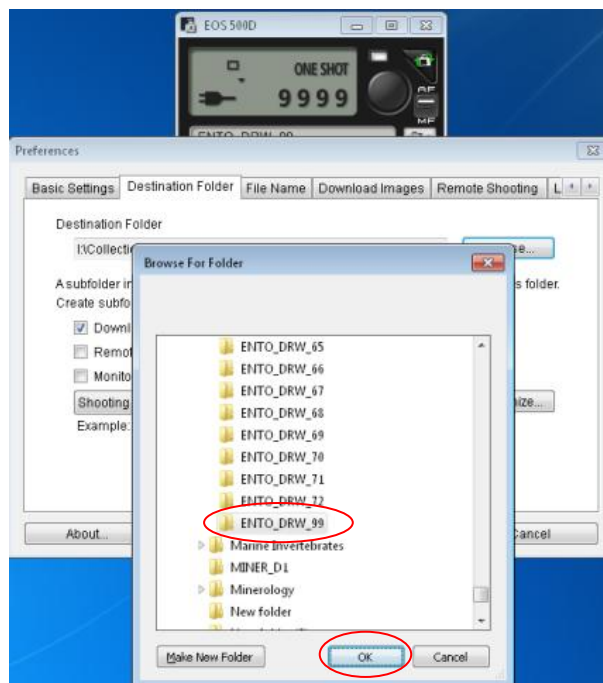 EOS 500D
ONE SHOT
9999
AF
MF
ENTO_DRW_99
Preferences
Basic Settings Destination Folder File Name Download Images Remote Shooting L
Destination Folder
I:\Collecti
Browse For Folder
A subfolder in s folder.
Create subfo
Downl
Remot
Monito
Shooting ize...
Example:
ENTO_DRW_65
ENTO_DRW_66
ENTO_DRW_67
ENTO_DRW_68
ENTO_DRW_69
ENTO_DRW_70
ENTO_DRW_71
ENTO_DRW_72
ENTO_DRW_99
Marine Invertebrates
MINER_D1
Minerology
New folder
About... Cancel
Make New Folder OK Cancel